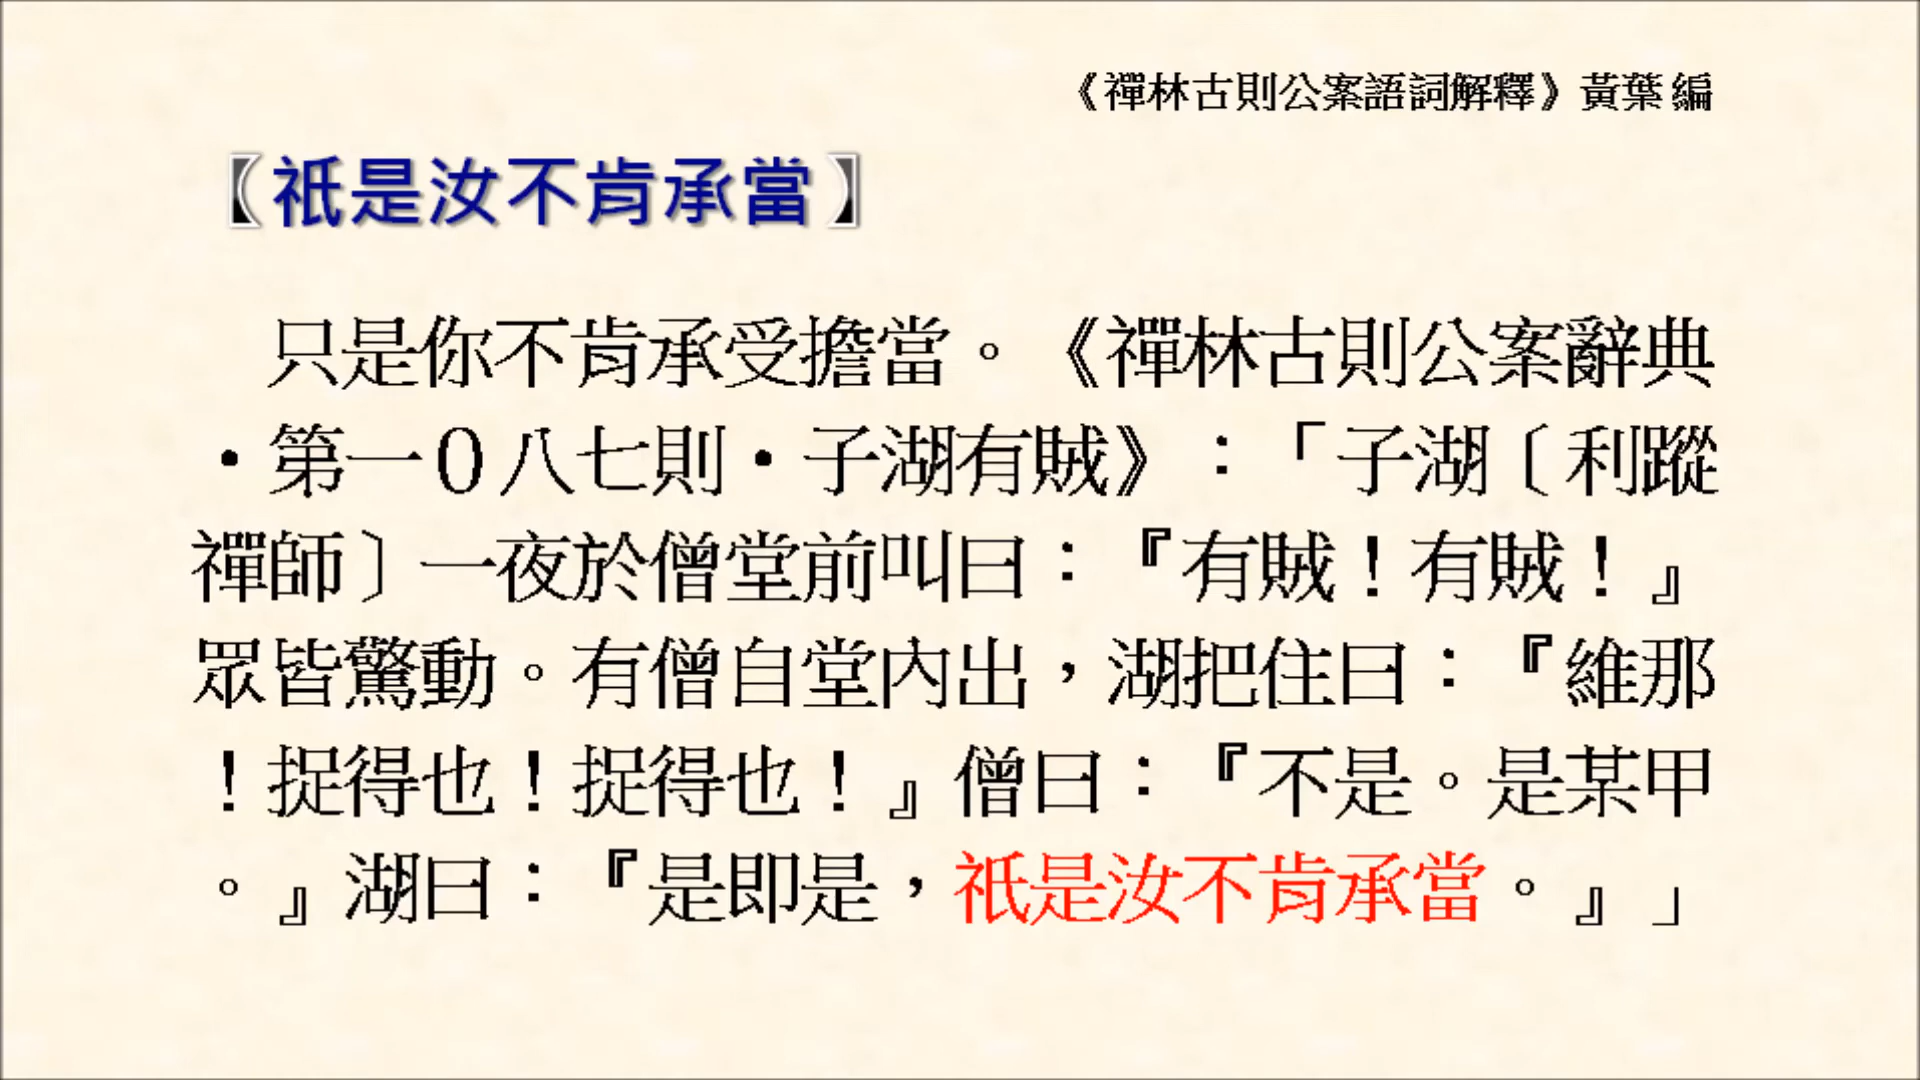 《禪林古則公案語詞解釋》黃葉 編
〖祇是汝不肯承當〗
只是你不肯承受擔當。《禪林古則公案辭典
・第一０八七則・子湖有賊》：「子湖〔利蹤
禪師〕一夜於僧堂前叫曰：『有賊！有賊！』
眾皆驚動。有僧自堂內出，湖把住曰：『維那
！捉得也！捉得也！』僧曰：『不是。是某甲
。』湖曰：『是即是，祇是汝不肯承當。』」